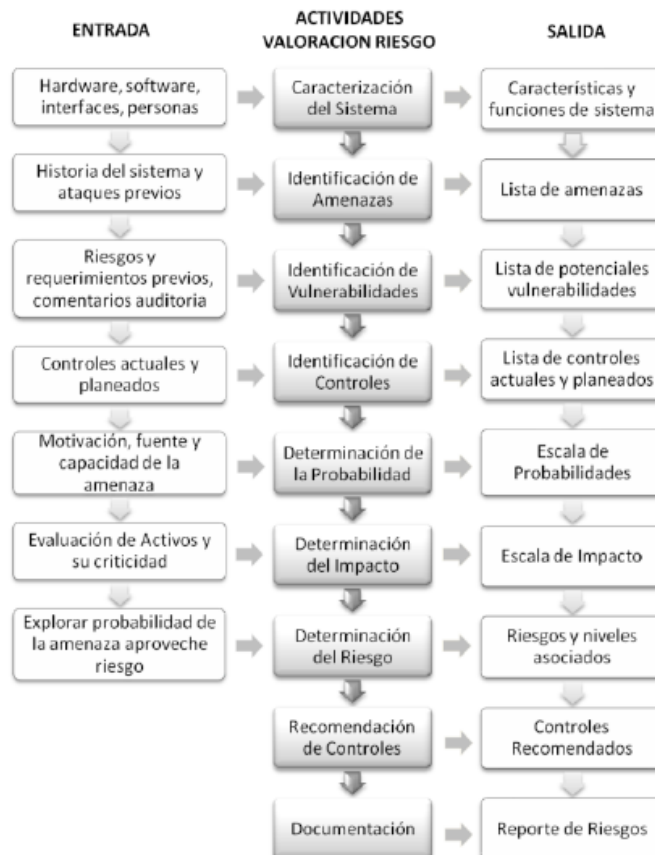 ENTRADA
ACTIVIDADES
VALORACION RIESGO
SALIDA
Hardware, software,
interfaces, personas
Caracterización
del Sistema
Características y
funciones de sistema
Historia del sistema y
ataques previos
Identificación de
Amenazas
Lista de amenazas
Riesgos y
requerimientos previos,
comentarios auditoria
Identificación de
Vulnerabilidades
Lista de potenciales
vulnerabilidades
Controles actuales y
planeados
Identificación de
Controles
Lista de controles
actuales y planeados
Motivación, fuente y
capacidad de la
amenaza
Determinación de
la Probabilidad
Escala de
Probabilidades
Evaluación de Activos y
su criticidad
Determinación
del Impacto
Escala de Impacto
Explorar probabilidad de
la amenaza aproveche
riesgo
Determinación
del Riesgo
Riesgos y niveles
asociados
Recomendación
de Controles
Controles
Recomendados
Documentación
Reporte de Riesgos